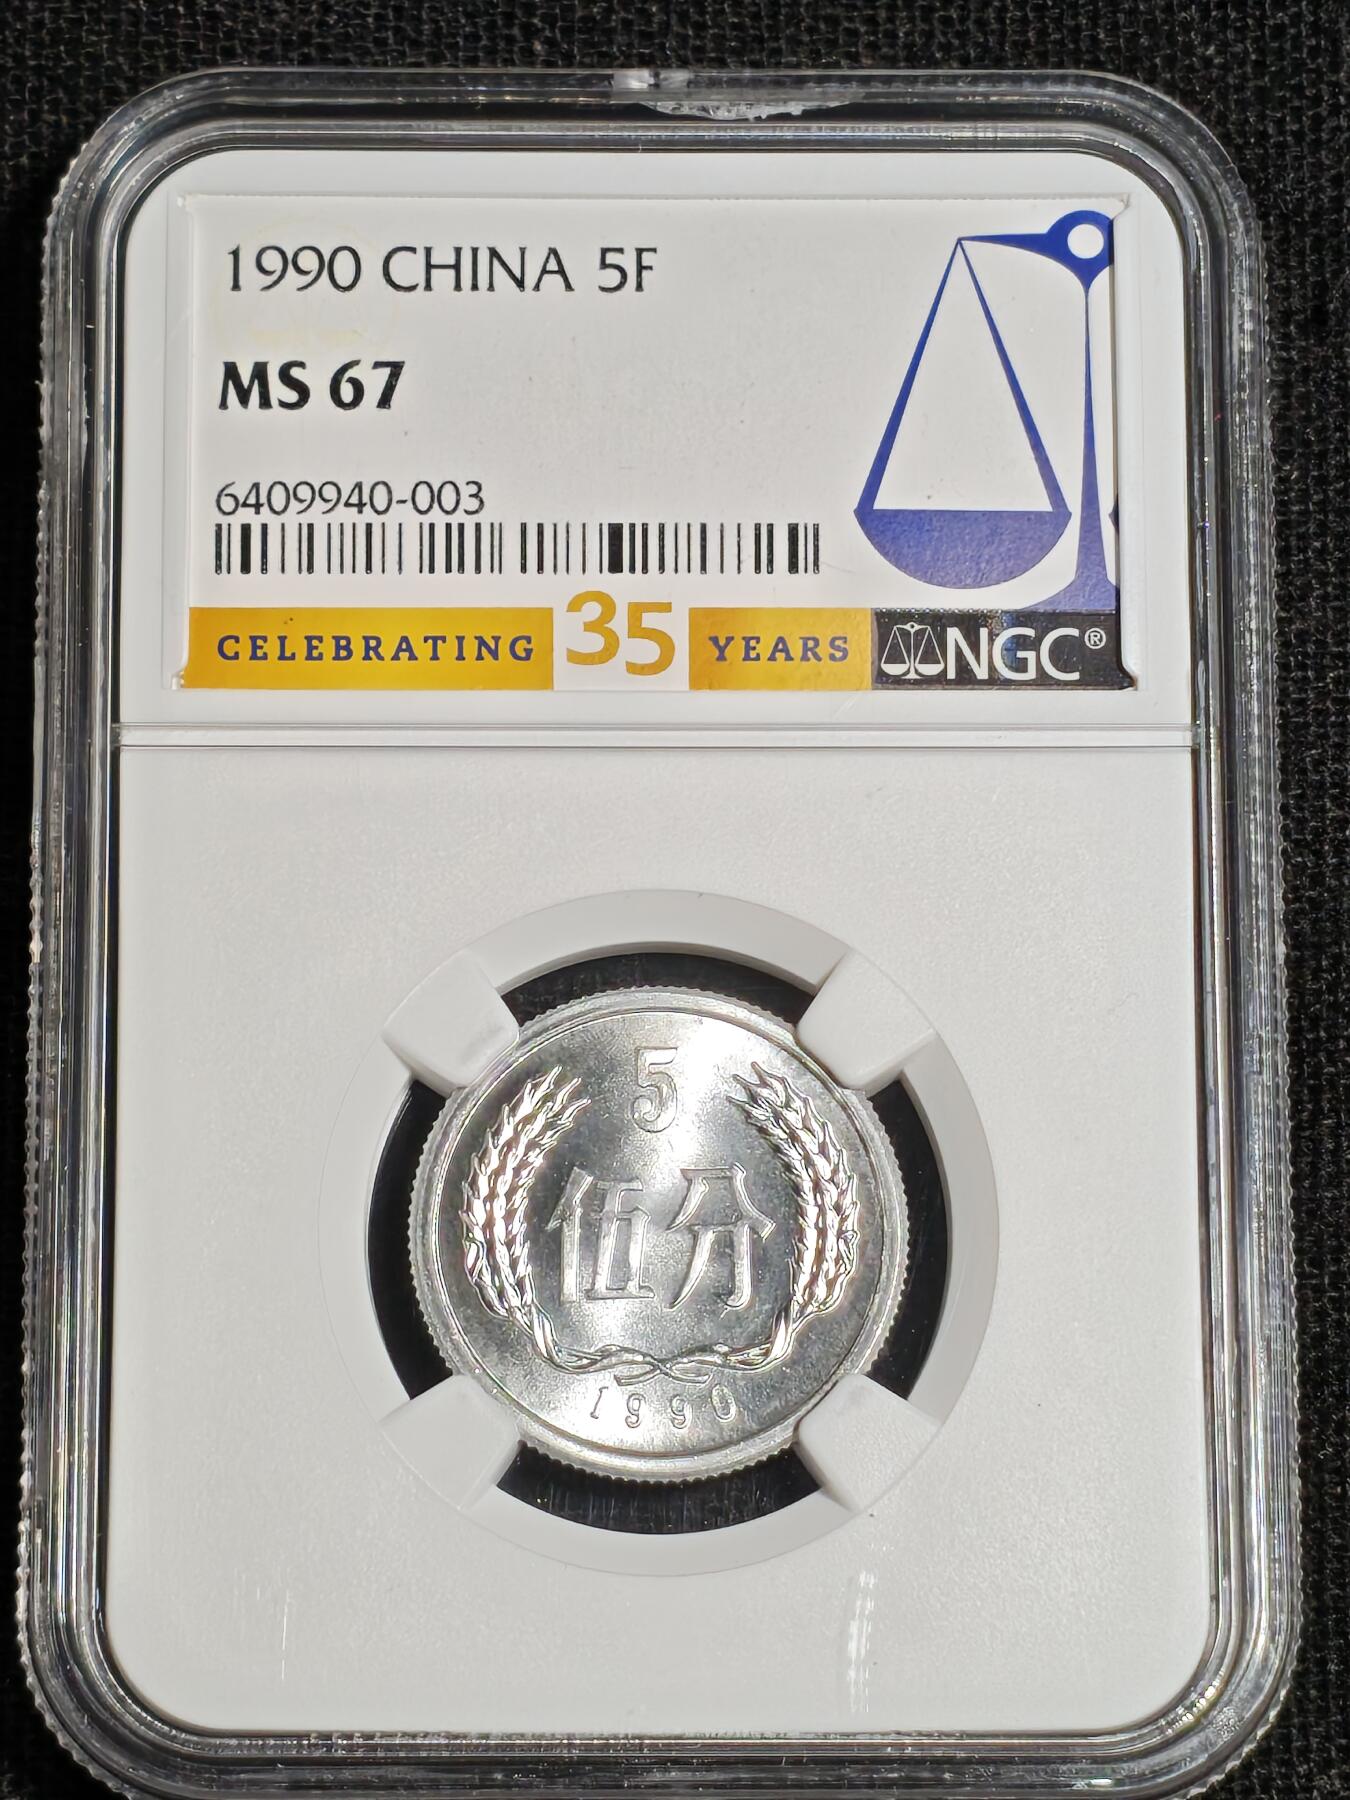 1990 CHINA 5F
MS 67
6409940-003
CELEBRATING 35 YEARS NGC®
5
伍分
1990